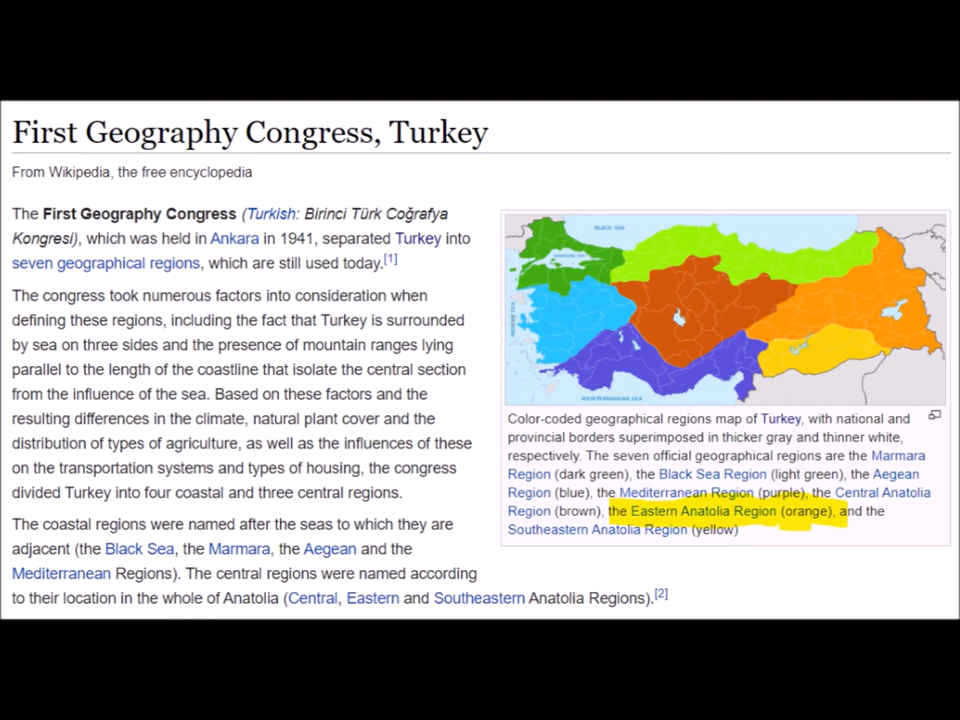 First Geography Congress, Turkey
From Wikipedia, the free encyclopedia
The First Geography Congress (Turkish: Birinci Türk Coğrafya
Kongresi), which was held in Ankara in 1941, separated Turkey into
seven geographical regions, which are still used today.[1]
The congress took numerous factors into consideration when
defining these regions, including the fact that Turkey is surrounded
by sea on three sides and the presence of mountain ranges lying
parallel to the length of the coastline that isolate the central section
from the influence of the sea. Based on these factors and the
resulting differences in the climate, natural plant cover and the
distribution of types of agriculture, as well as the influences of these
on the transportation systems and types of housing, the congress
divided Turkey into four coastal and three central regions.
The coastal regions were named after the seas to which they are
adjacent (the Black Sea, the Marmara, the Aegean and the
Mediterranean Regions). The central regions were named according
to their location in the whole of Anatolia (Central, Eastern and Southeastern Anatolia Regions).[2]
BLACK SEA
AEGEAN SEA
MEDITERRANEAN SEA
Color-coded geographical regions map of Turkey, with national and
provincial borders superimposed in thicker gray and thinner white,
respectively. The seven official geographical regions are the Marmara
Region (dark green), the Black Sea Region (light green), the Aegean
Region (blue), the Mediterranean Region (purple), the Central Anatolia
Region (brown), the Eastern Anatolia Region (orange), and the
Southeastern Anatolia Region (yellow)